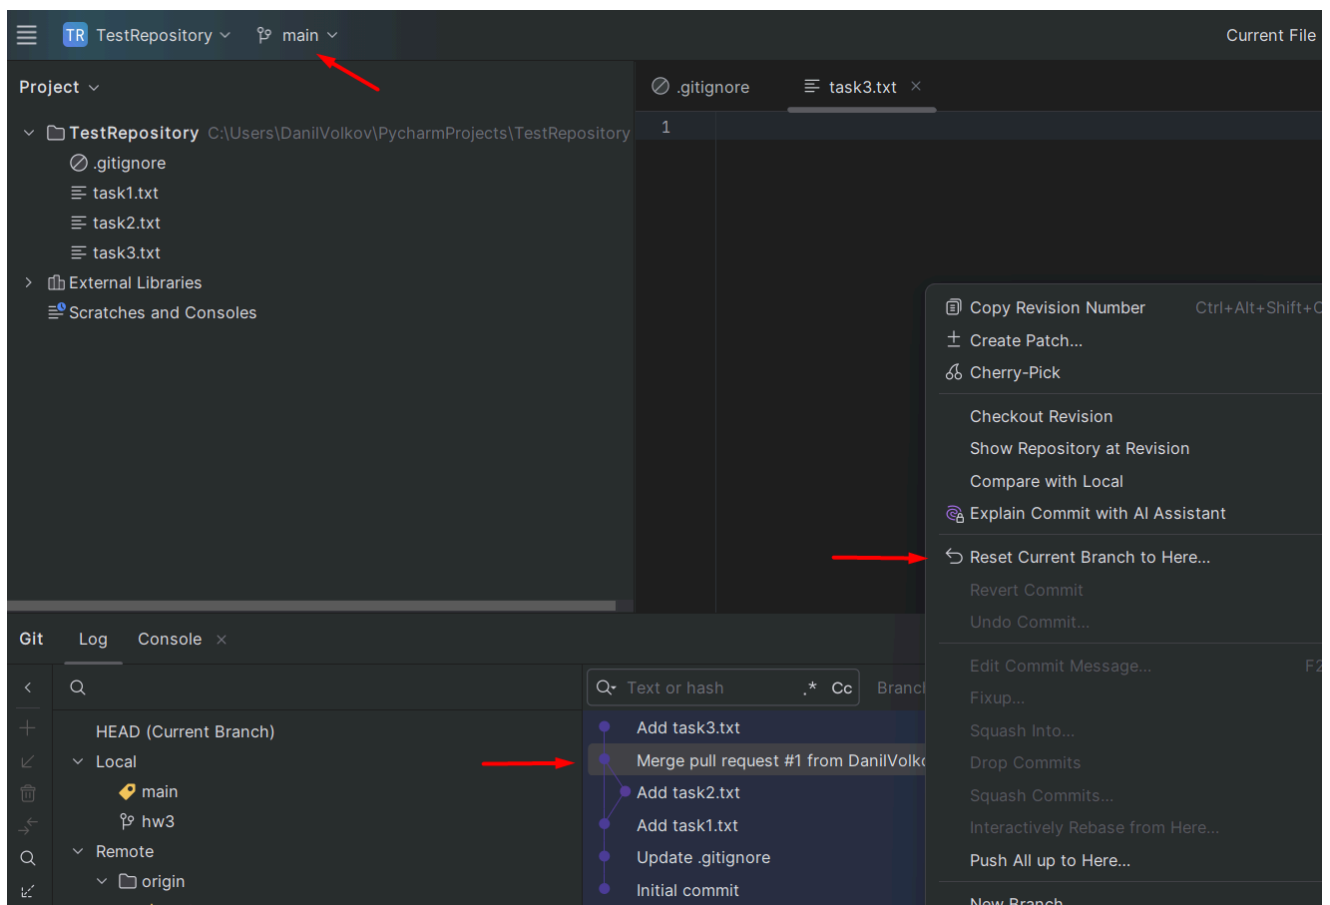 TR TestRepository main Current File
Project
.gitignore task3.txt
TestRepository C:\Users\DanilVolkov\PycharmProjects\TestRepository
1
.gitignore
task1.txt
task2.txt
task3.txt
External Libraries
Scratches and Consoles
Copy Revision Number Ctrl+Alt+Shift+C
Create Patch...
Cherry-Pick
Checkout Revision
Show Repository at Revision
Compare with Local
Explain Commit with AI Assistant
Reset Current Branch to Here...
Revert Commit
Undo Commit...
Edit Commit Message... F2
Fixup...
Squash Into...
Drop Commits
Squash Commits...
Interactively Rebase from Here...
Push All up to Here...
New Branch
Git Log Console
Text or hash .* Cc Branc
HEAD (Current Branch)
Local
main
hw3
Remote
origin
Add task3.txt
Merge pull request #1 from DanilVolk
Add task2.txt
Add task1.txt
Update .gitignore
Initial commit